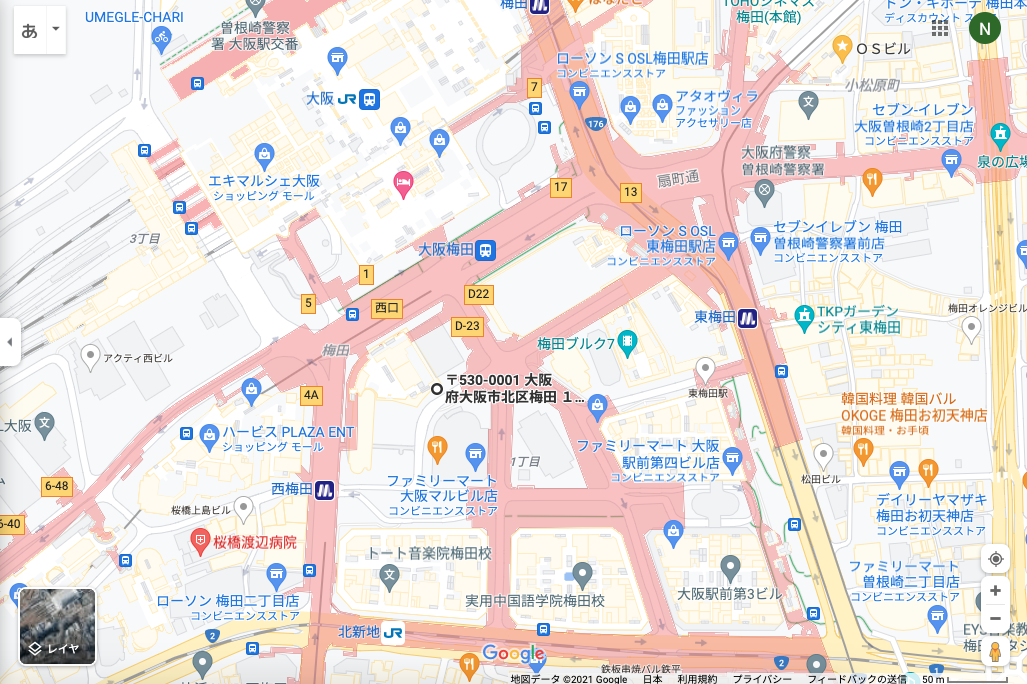 あ
UMEGLE-CHARI
曽根崎警察
署 大阪駅交番
梅田
TOHOシネマズ
梅田(本館)
ドン・キホーテ 梅田本
ディスカウント ス
N
ローソン S OSL梅田駅店
コンビニエンスストア
OSビル
小松原町
7
大阪 JR
176
アタオヴィラ
ファッション
アクセサリー店
セブン-イレブン
大阪曽根崎2丁目店
コンビニエンスストア
泉の広場
大阪府警察
曽根崎警察署
エキマルシェ大阪
ショッピング モール
扇町通
17
13
3丁目
大阪梅田
ローソン S OSL
東梅田駅店
コンビニエンスストア
セブンイレブン 梅田
曽根崎警察署前店
コンビニエンスストア
1
5
西口
D22
D-23
東梅田
TKPガーデン
シティ東梅田
梅田オレンジビル
梅田ブルク7
梅田
アクティ西ビル
〒530-0001 大阪
府大阪市北区梅田 １...
東梅田駅
4A
韓国料理 韓国バル
OKOGE 梅田お初天神店
韓国料理・お手頃
大阪
ハービス PLAZA ENT
ショッピング モール
ファミリーマート 大阪
駅前第四ビル店
コンビニエンスストア
1丁目
松田ビル
6-48
西梅田
ファミリーマート
大阪マルビル店
コンビニエンスストア
デイリーヤマザキ
梅田お初天神店
コンビニエンスストア
桜橋上島ビル
6-40
桜橋渡辺病院
トート音楽院梅田校
ファミリーマート
曽根崎二丁目店
コンビニエンスストア
実用中国語学院梅田校
大阪駅前第3ビル
ローソン 梅田二丁目店
コンビニエンスストア
2
北新地 JR
レイヤ
Google
鉄板串焼バル鉄平
2
1
地図データ ©2021 Google 日本 利用規約 プライバシー フィードバックの送信 50 m